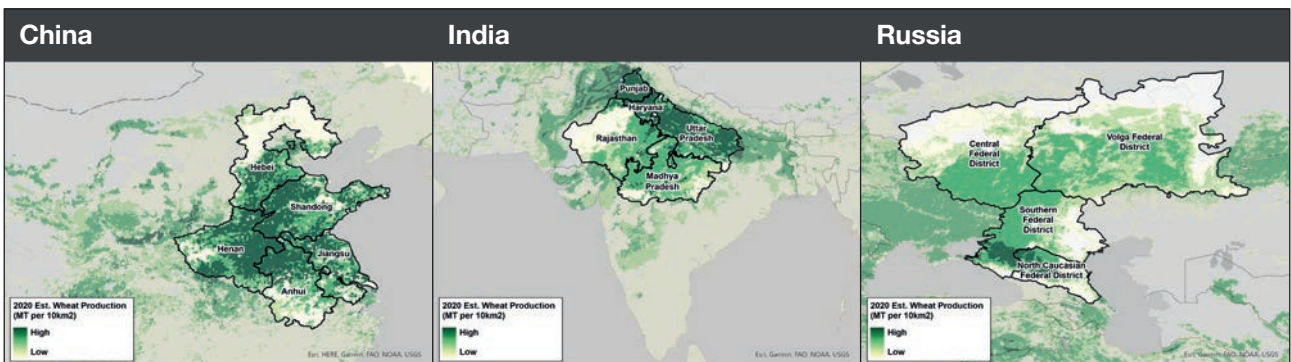 China
Hebei
Shandong
Henan
Jiangsu
Anhui
2020 Est. Wheat Production
(MT per 10km2)
High
Low
Esri, HERE, Garmin, FAO, NOAA, USGS
India
Punjab
Haryana
Rajasthan
Uttar
Pradesh
Madhya
Pradesh
2020 Est. Wheat Production
(MT per 10km2)
High
Low
Esri, Garmin, FAO, NOAA, USGS
Russia
Central
Federal
District
Volga Federal
District
Southern
Federal
District
North Caucasian
Federal District
2020 Est. Wheat Production
(MT per 10km2)
High
Low
Esri, Garmin, FAO, NOAA, USGS